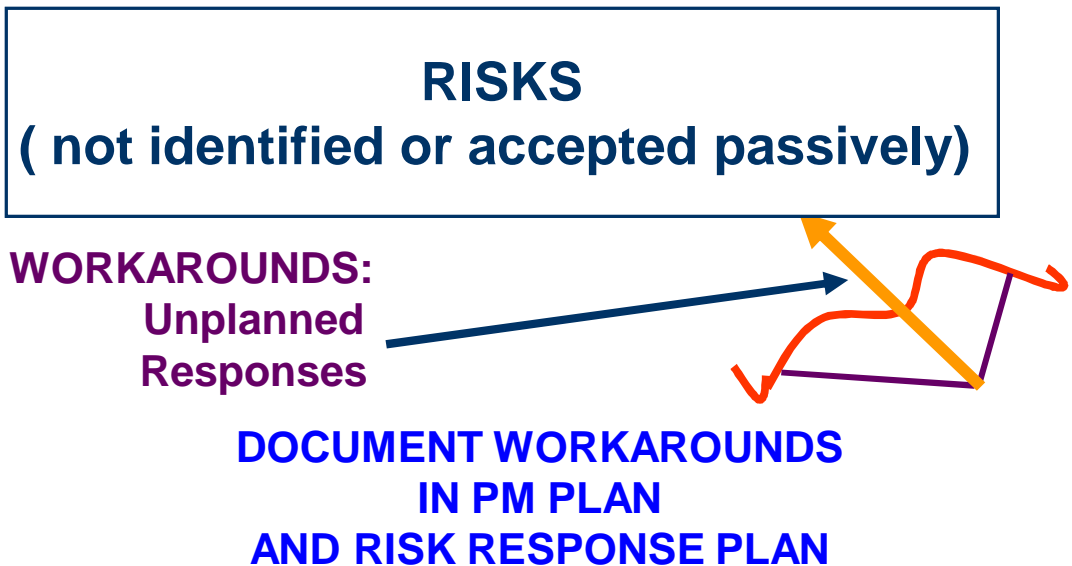 RISKS
( not identified or accepted passively)
WORKAROUNDS:
Unplanned
Responses
DOCUMENT WORKAROUNDS
IN PM PLAN
AND RISK RESPONSE PLAN